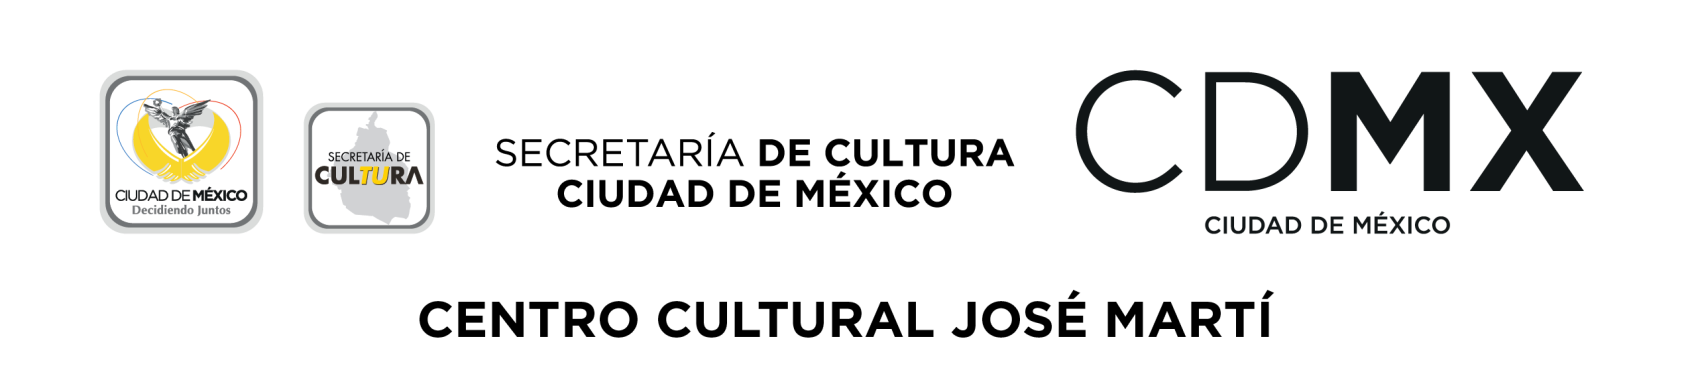 CIUDAD DE MÉXICO
Decidiendo Juntos
SECRETARÍA DE
CULTURA
SECRETARÍA DE CULTURA
CIUDAD DE MÉXICO
CDMX
CIUDAD DE MÉXICO
CENTRO CULTURAL JOSÉ MARTÍ